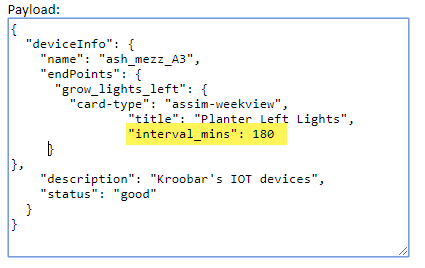 Payload:
{
  "deviceInfo": {
    "name": "ash_mezz_A3",
    "endPoints": {
      "grow_lights_left": {
        "card-type": "assim-weekview",
                "title": "Planter Left Lights",
                "interval_mins": 180
     }
},
    "description": "Kroobar's IOT devices",
    "status": "good"
  }
}